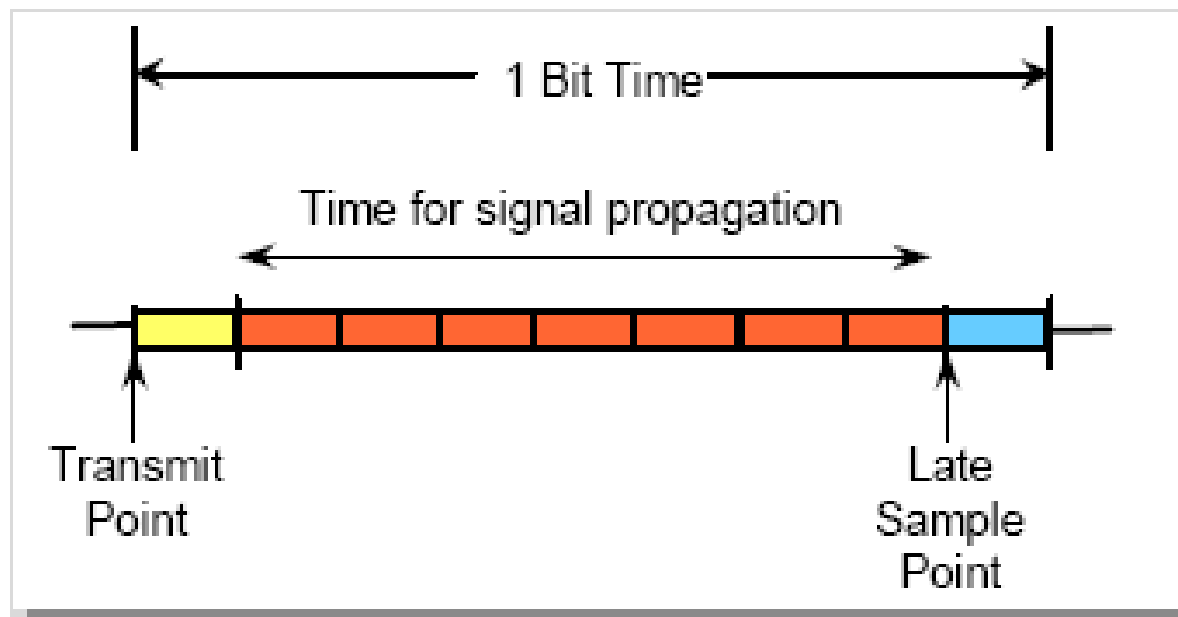 1 Bit Time
Time for signal propagation
Transmit
Point
Late
Sample
Point